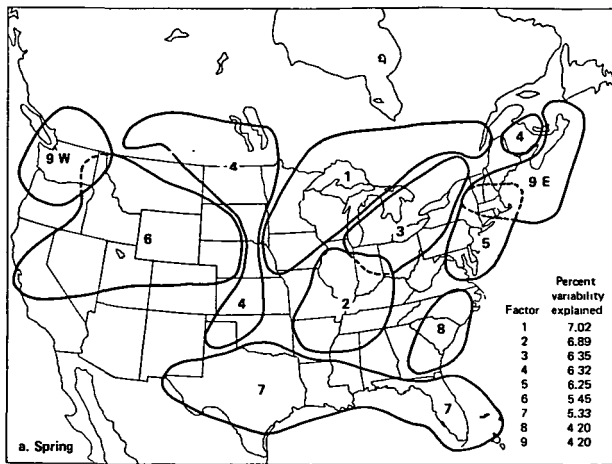 4
9 W
4
1
9 E
6
3
5
4
2
8
7
7
Percent
variability
Factor explained
1 7.02
2 6.89
3 6 35
4 6 32
5 6.25
6 5 45
7 5.33
8 4 20
9 4 20
a. Spring